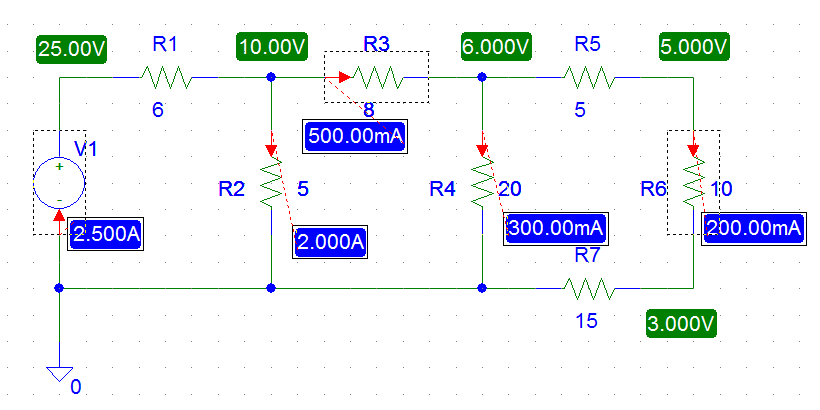 25.00V R1 10.00V R3 6.000V R5 5.000V
6 8 5
500.00mA
V1
+
R2 5 R4 20 R6 10
-
2.500A 2.000A 300.00mA 200.00mA
R7
15 3.000V
0